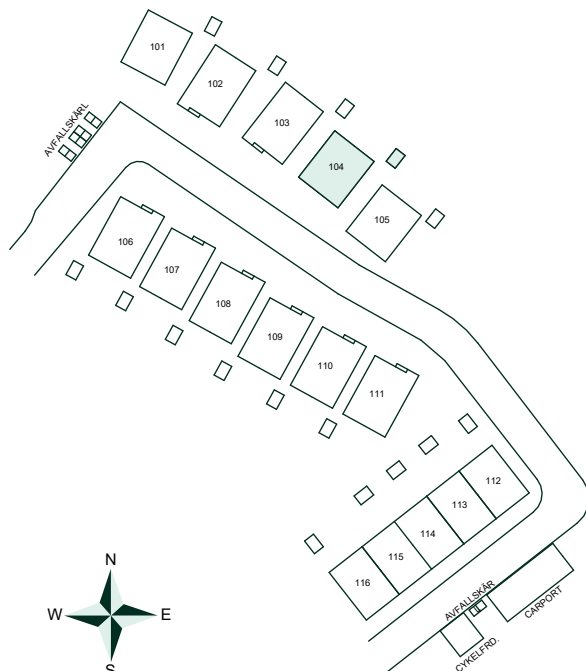 101
102
103
104
105
AVFALLSKÄRL
106
107
108
109
110
111
112
113
114
115
116
AVFALLSKÄR
CARPORT
CYKELFRD.
N
W
E
S